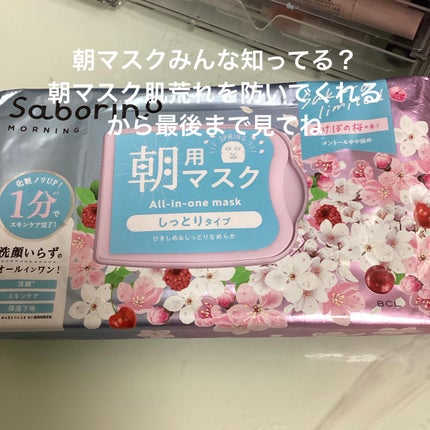 朝マスクみんな知ってる？
朝マスク肌荒れを防いでくれる
から最後まで見てね
Saborino
MORNING
SPRING
朝用
マスク
All-in-one mask
しっとりタイプ
ひきしめ&しっとりなめらか
メントールやや弱め
化粧ノリUP!
1分で
スキンケア完了!
洗顔いらず。
オールインワン!
洗顔
スキンケア
保湿下地
BCL